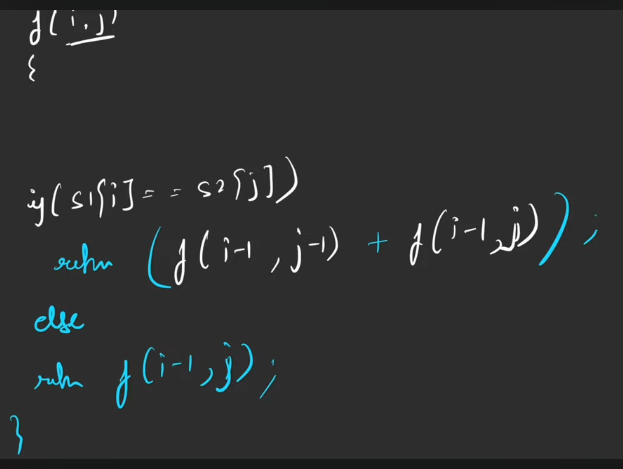 f(i,j)
{
if(s1[i]==s2[j])
return (f(i-1,j-1) + f(i-1,j));
else
return f(i-1,j);
}